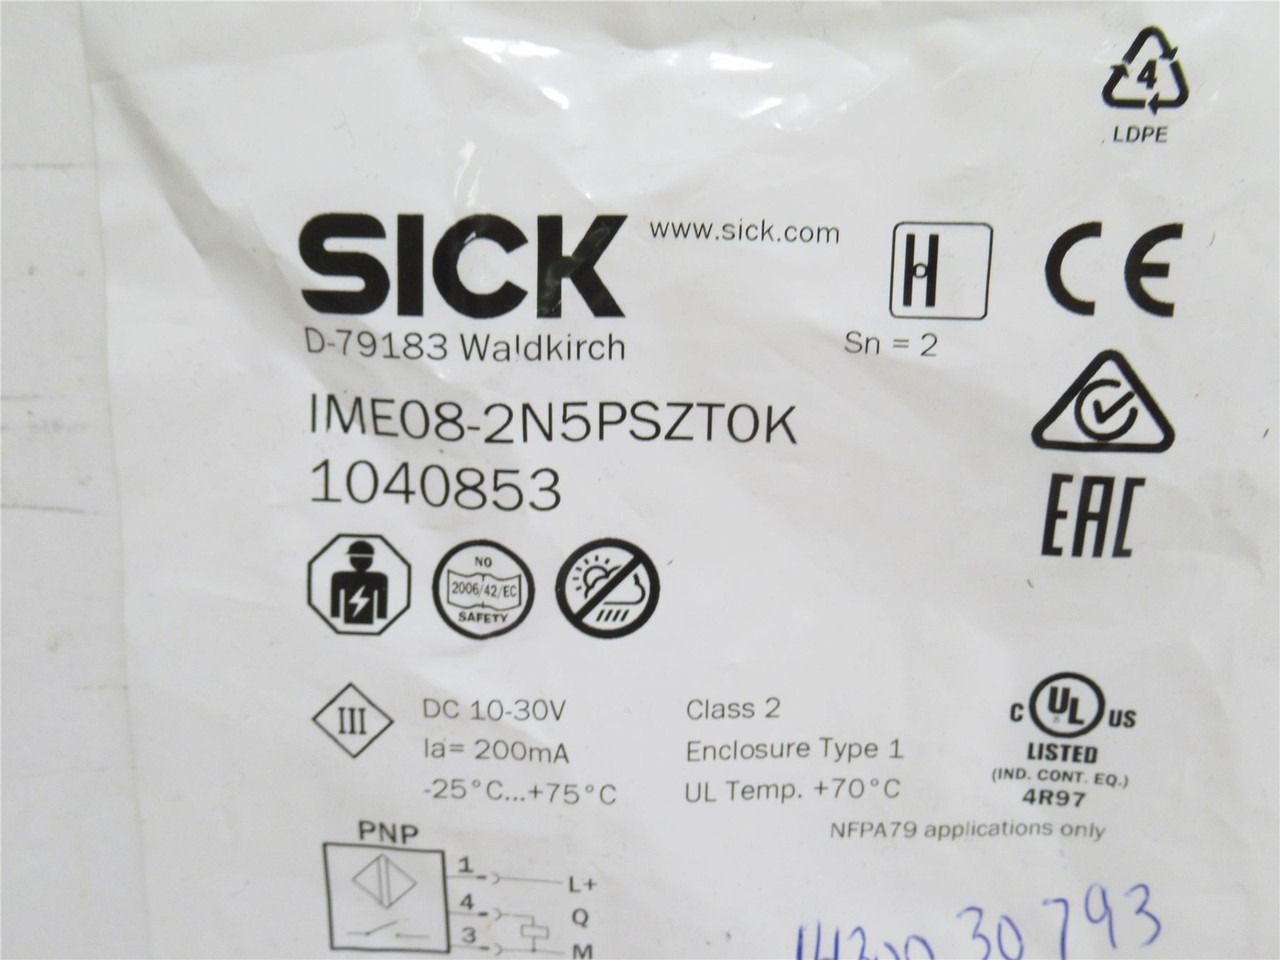 4
LDPE
SICK
www.sick.com
D-79183 Waldkirch
Sn = 2
CE
IME08-2N5PSZT0K
1040853
EAC
NO
2006/42/EC
SAFETY
III
DC 10-30V
Ia= 200mA
-25°C...+75°C
Class 2
Enclosure Type 1
UL Temp. +70°C
C UL US
LISTED
(IND. CONT. EQ.)
4R97
NFPA79 applications only
PNP
1 L+
4 Q
3 M
30793